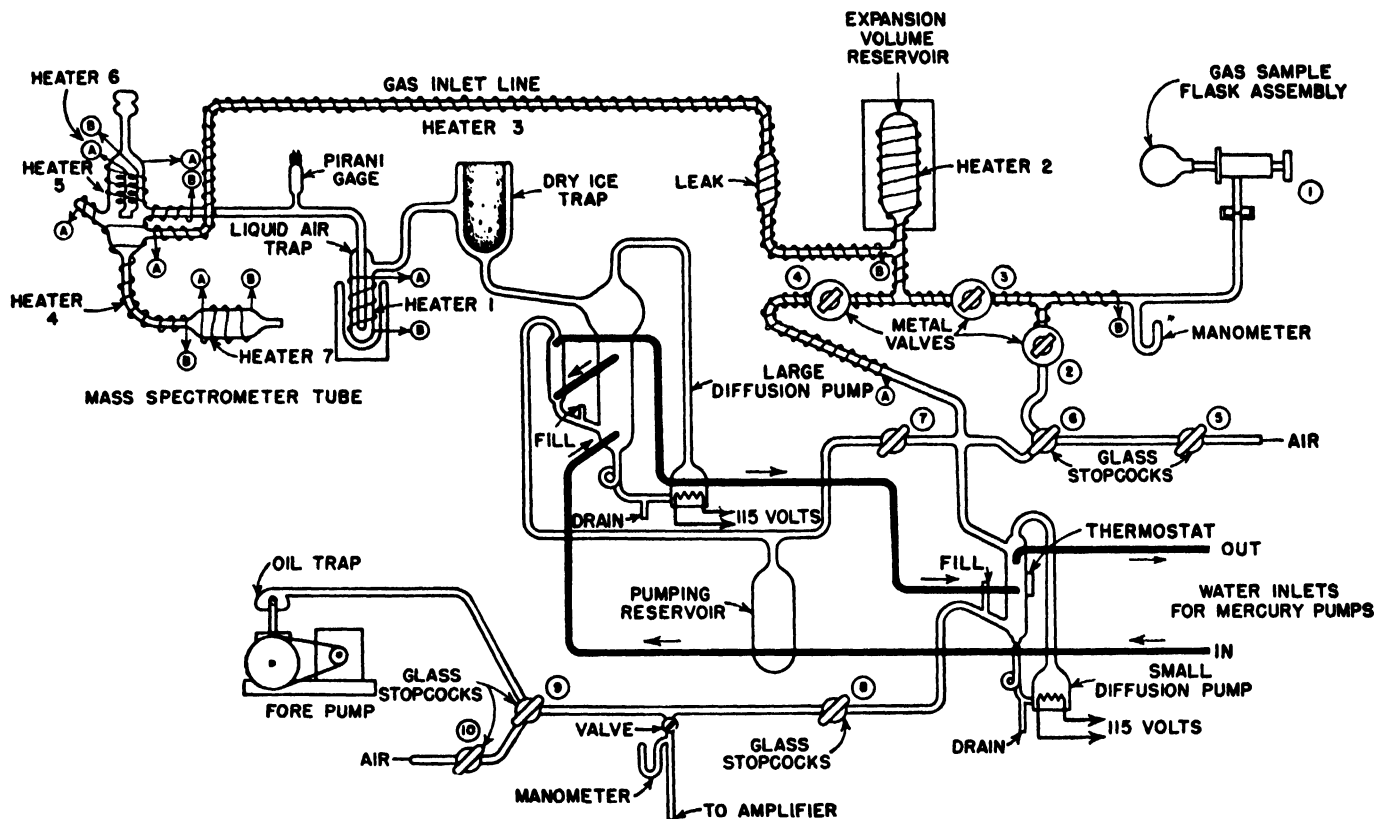 EXPANSION
VOLUME
RESERVOIR
HEATER 6
GAS INLET LINE
GAS SAMPLE
FLASK ASSEMBLY
HEATER 3
B
A
A
B
HEATER
5
PIRANI
GAGE
DRY ICE
TRAP
LEAK
HEATER 2
1
A
LIQUID AIR
TRAP
A
A
B
HEATER
4
A
B
HEATER 1
B
B
HEATER 7
4
3
B
METAL
VALVES
B
"
MANOMETER
2
MASS SPECTROMETER TUBE
LARGE
DIFFUSION PUMP
A
FILL
7
6
5
AIR
GLASS
STOPCOCKS
DRAIN
115 VOLTS
THERMOSTAT
OUT
OIL TRAP
FILL
PUMPING
RESERVOIR
WATER INLETS
FOR MERCURY PUMPS
IN
GLASS
STOPCOCKS
9
8
SMALL
DIFFUSION PUMP
FORE PUMP
10
VALVE
115 VOLTS
AIR
GLASS
STOPCOCKS
DRAIN
MANOMETER
TO AMPLIFIER